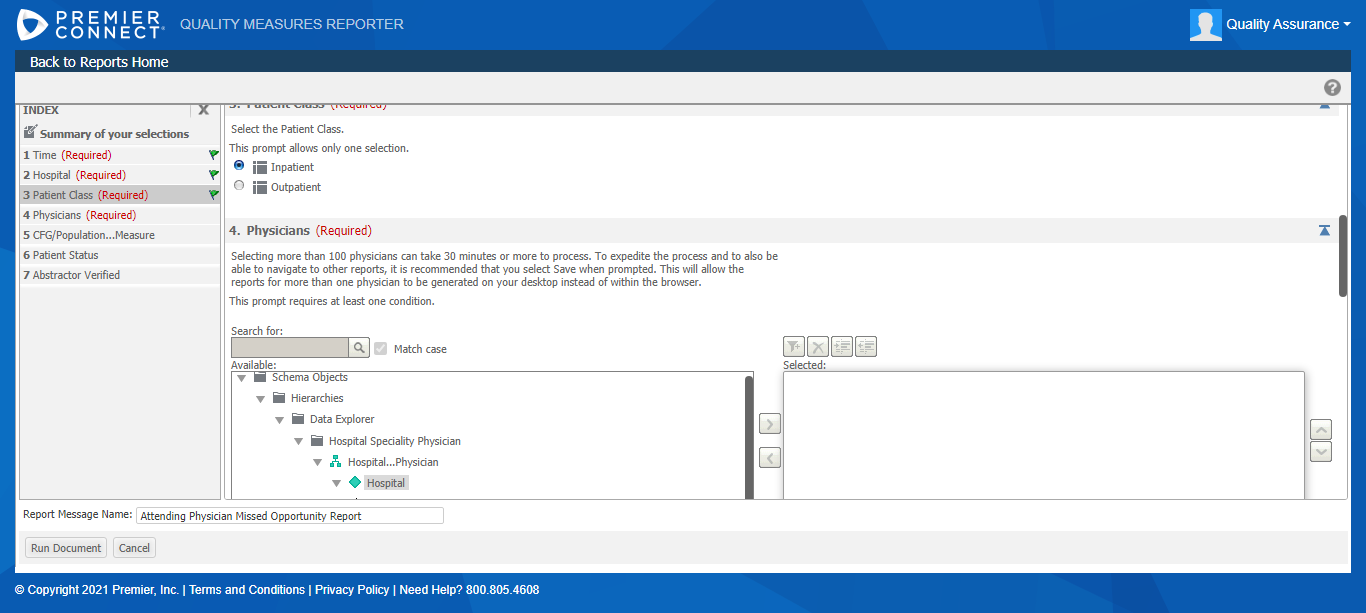 PREMIER
CONNECT
QUALITY MEASURES REPORTER
Quality Assurance
Back to Reports Home
INDEX
Summary of your selections
1 Time (Required)
2 Hospital (Required)
3 Patient Class (Required)
4 Physicians (Required)
5 CFG/Population...Measure
6 Patient Status
7 Abstractor Verified
3. Patient Class (Required)
Select the Patient Class.
This prompt allows only one selection.
Inpatient
Outpatient
4. Physicians (Required)
Selecting more than 100 physicians can take 30 minutes or more to process. To expedite the process and to also be
able to navigate to other reports, it is recommended that you select Save when prompted. This will allow the
reports for more than one physician to be generated on your desktop instead of within the browser.
This prompt requires at least one condition.
Search for:
Match case
Available:
Schema Objects
Hierarchies
Data Explorer
Hospital Speciality Physician
Hospital...Physician
Hospital
Selected:
Report Message Name: Attending Physician Missed Opportunity Report
Run Document Cancel
© Copyright 2021 Premier, Inc. | Terms and Conditions | Privacy Policy | Need Help? 800.805.4608